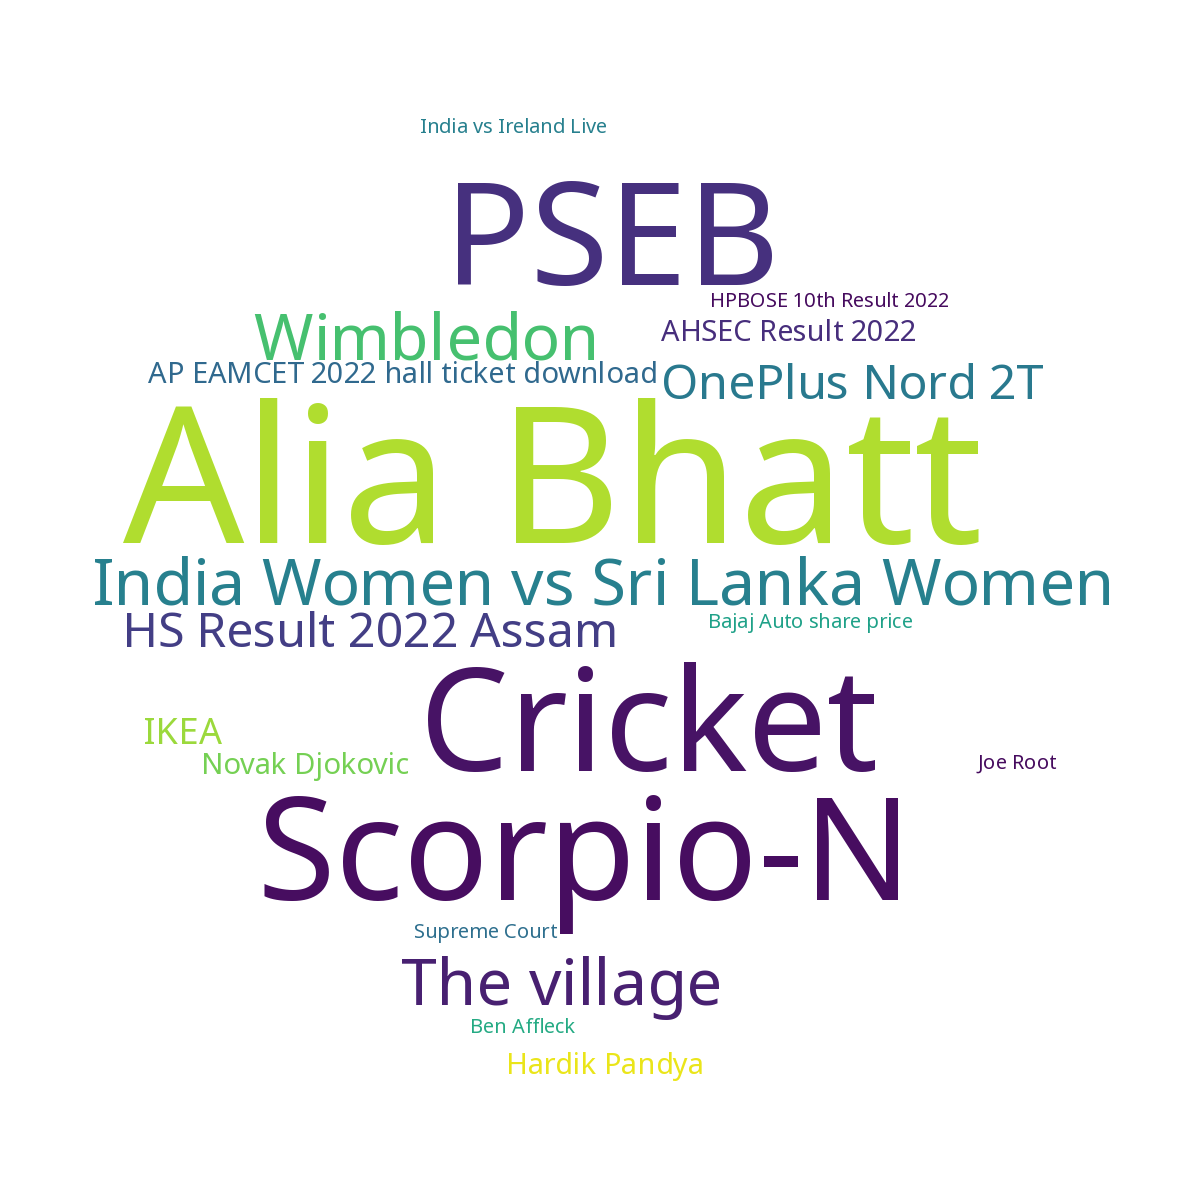 India vs Ireland Live
PSEB
HPBOSE 10th Result 2022
Wimbledon
AHSEC Result 2022
AP EAMCET 2022 hall ticket download
OnePlus Nord 2T
Alia Bhatt
India Women vs Sri Lanka Women
HS Result 2022 Assam
Bajaj Auto share price
Cricket
IKEA
Novak Djokovic
Joe Root
Scorpio-N
Supreme Court
The village
Ben Affleck
Hardik Pandya